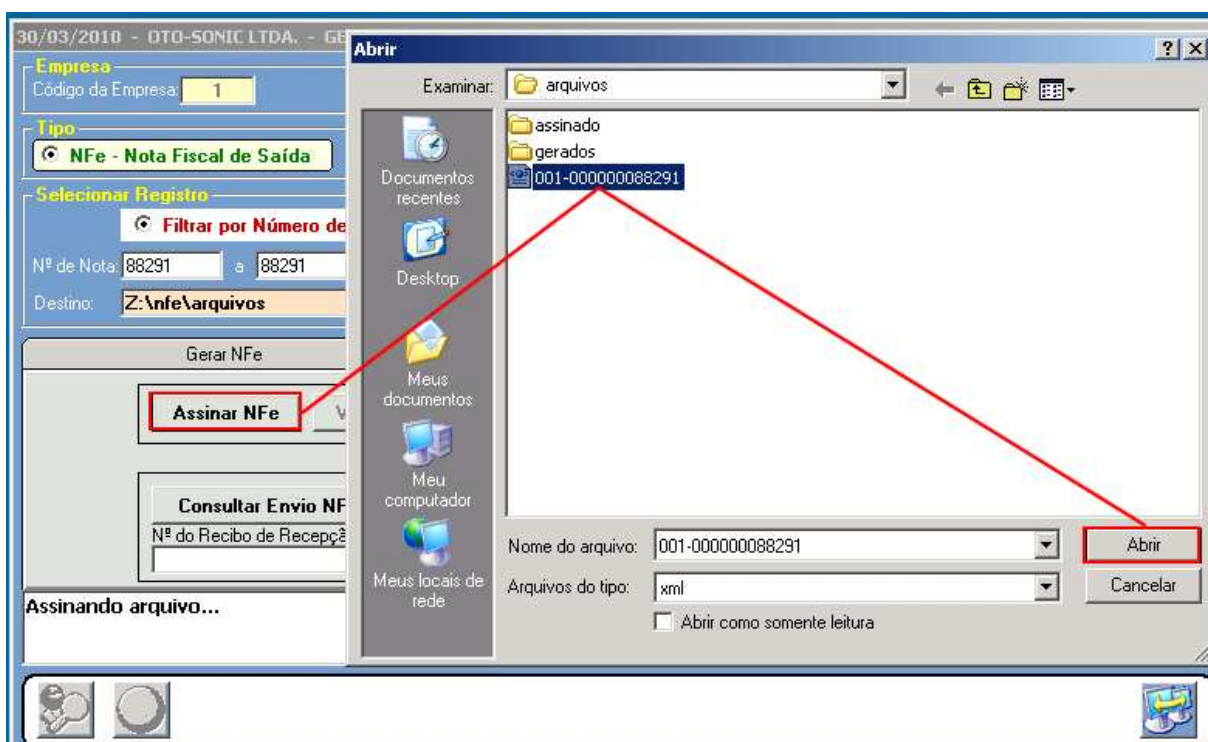 30/03/2010 - OTO-SONIC LTDA. - GE
Empresa
Código da Empresa: 1
Tipo
NFe - Nota Fiscal de Saída
Selecionar Registro
Filtrar por Número de
Nº de Nota: 88291 a 88291
Destino: Z:\nfe\arquivos
Gerar NFe
Assinar NFe
V
Consultar Envio NF
Nº do Recibo de Recepçã
Assinando arquivo...
Abrir
Examinar: arquivos
Documentos recentes
Desktop
Meus documentos
Meu computador
Meus locais de rede
assinado
gerados
001-000000088291
Nome do arquivo: 001-000000088291
Abrir
Arquivos do tipo: xml
Cancelar
Abrir como somente leitura